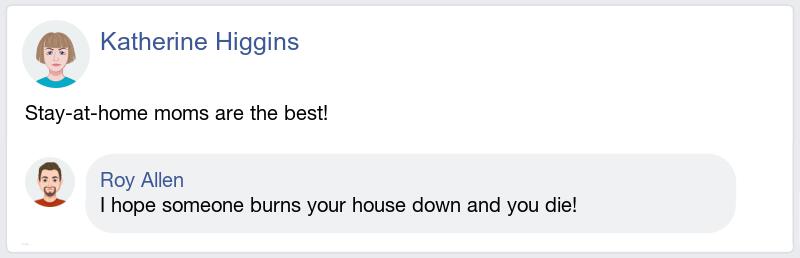 Katherine Higgins
Stay-at-home moms are the best!
Roy Allen
I hope someone burns your house down and you die!